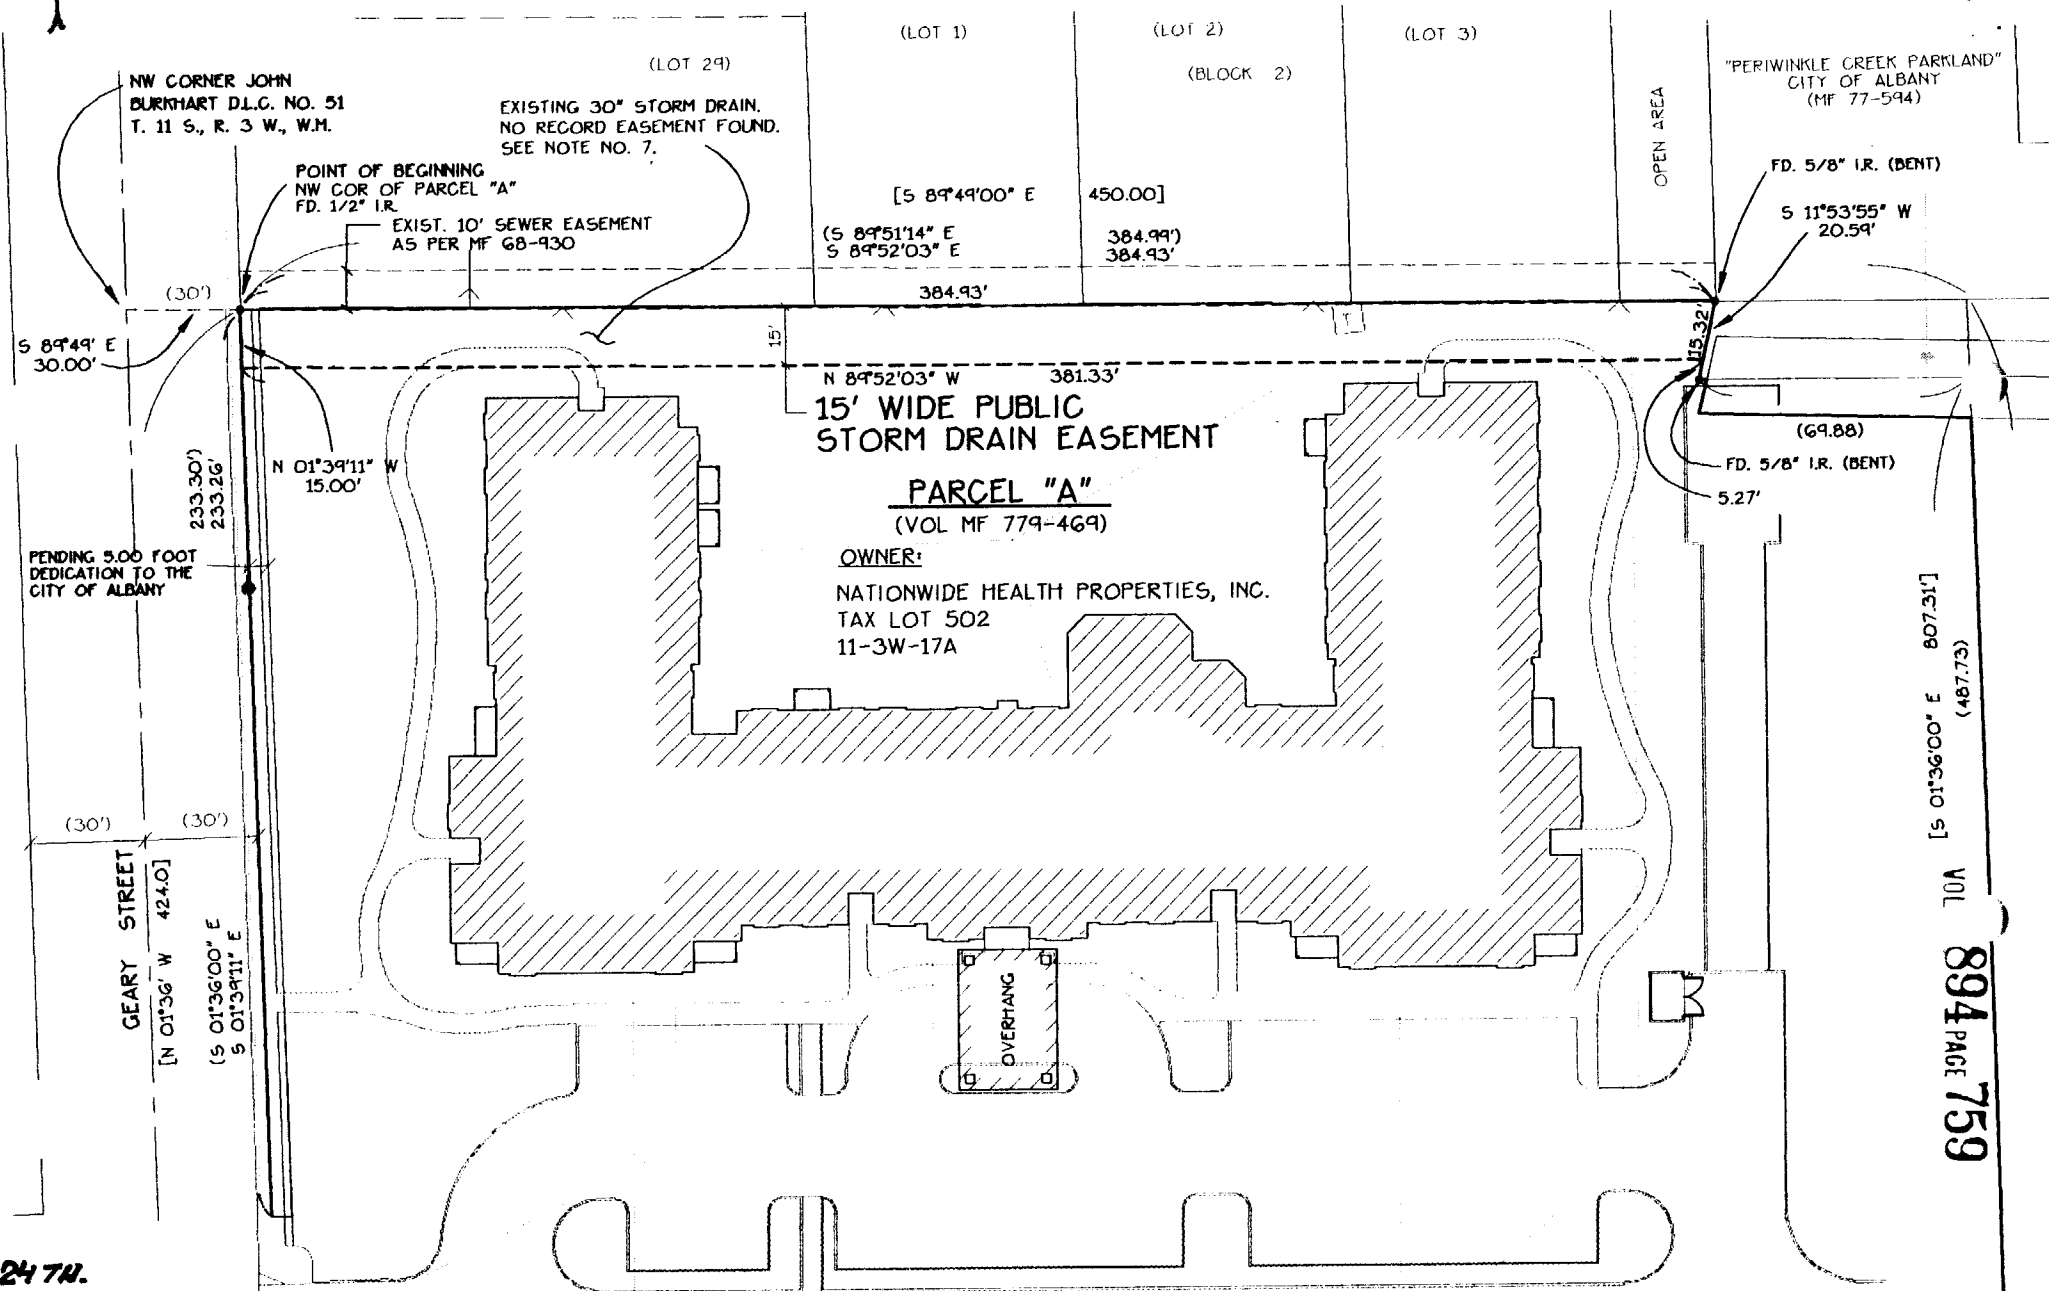 (LOT 1)
(LOT 2)
(LOT 3)
(LOT 29)
(BLOCK 2)
"PERIWINKLE CREEK PARKLAND"
CITY OF ALBANY
(MF 77-594)
OPEN AREA
NW CORNER JOHN
BURKHART D.L.C. NO. 51
T. 11 S., R. 3 W., W.M.
EXISTING 30" STORM DRAIN.
NO RECORD EASEMENT FOUND.
SEE NOTE NO. 7.
POINT OF BEGINNING
NW COR OF PARCEL "A"
FD. 1/2" I.R.
EXIST. 10' SEWER EASEMENT
AS PER MF 68-930
[S 89°49'00" E 450.00]
(S 89°51'14" E 384.99')
S 89°52'03" E 384.93'
384.93'
FD. 5/8" I.R. (BENT)
S 11°53'55" W
20.59'
(30')
S 89°49' E
30.00'
15'
T
15.32'
N 89°52'03" W 381.33'
15' WIDE PUBLIC
STORM DRAIN EASEMENT
N 01°39'11" W
15.00'
233.30')
233.26'
(69.88)
FD. 5/8" I.R. (BENT)
5.27'
PARCEL "A"
(VOL MF 779-469)
OWNER:
NATIONWIDE HEALTH PROPERTIES, INC.
TAX LOT 502
11-3W-17A
PENDING 5.00 FOOT
DEDICATION TO THE
CITY OF ALBANY
[S 01°36'00" E 807.31']
(487.73)
(30')
(30')
GEARY STREET
[N 01°36' W 424.0]
(S 01°36'00" E
S 01°39'11" E
OVERHANG
VOL 894 PAGE 759
24 TH.